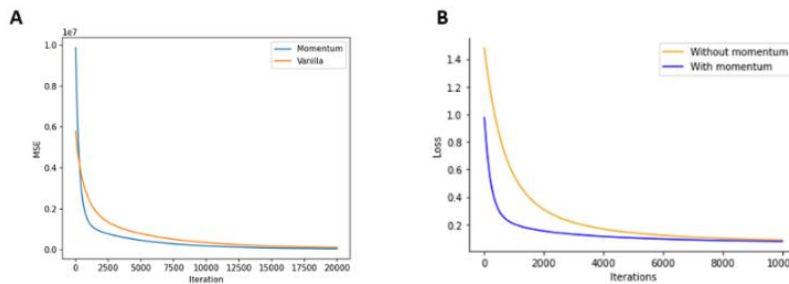 A
1e7
Momentum
Vanilla
1.0
0.8
0.6
0.4
0.2
0.0
MSE
0 2500 5000 7500 10000 12500 15000 17500 20000
Iteration
B
Without momentum
With momentum
1.4
1.2
1.0
0.8
0.6
0.4
0.2
Loss
0 2000 4000 6000 8000 1000
Iterations